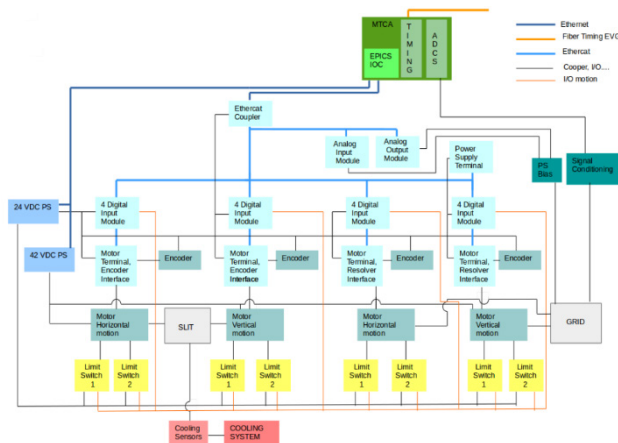 MTCA
TIMING
ADCS
EPICS
IOC
Ethernet
Fiber Timing EVG
Ethercat
Cooper, I/O....
I/O motion
Ethercat
Coupler
Analog
Input
Module
Analog
Output
Module
Power
Supply
Terminal
PS
Bias
Signal
Conditioning
24 VDC PS
4 Digital
Input
Module
4 Digital
Input
Module
4 Digital
Input
Module
4 Digital
Input
Module
42 VDC PS
Motor
Terminal,
Encoder
Interface
Encoder
Motor
Terminal,
Encoder
Interface
Encoder
Motor
Terminal,
Resolver
Interface
Encoder
Motor
Terminal,
Resolver
Interface
Encoder
Motor
Horizontal
motion
SLIT
Motor
Vertical
motion
Motor
Horizontal
motion
Motor
Vertical
motion
GRID
Limit
Switch
1
Limit
Switch
2
Limit
Switch
1
Limit
Switch
2
Limit
Switch
1
Limit
Switch
2
Limit
Switch
1
Limit
Switch
2
Cooling
Sensors
COOLING
SYSTEM